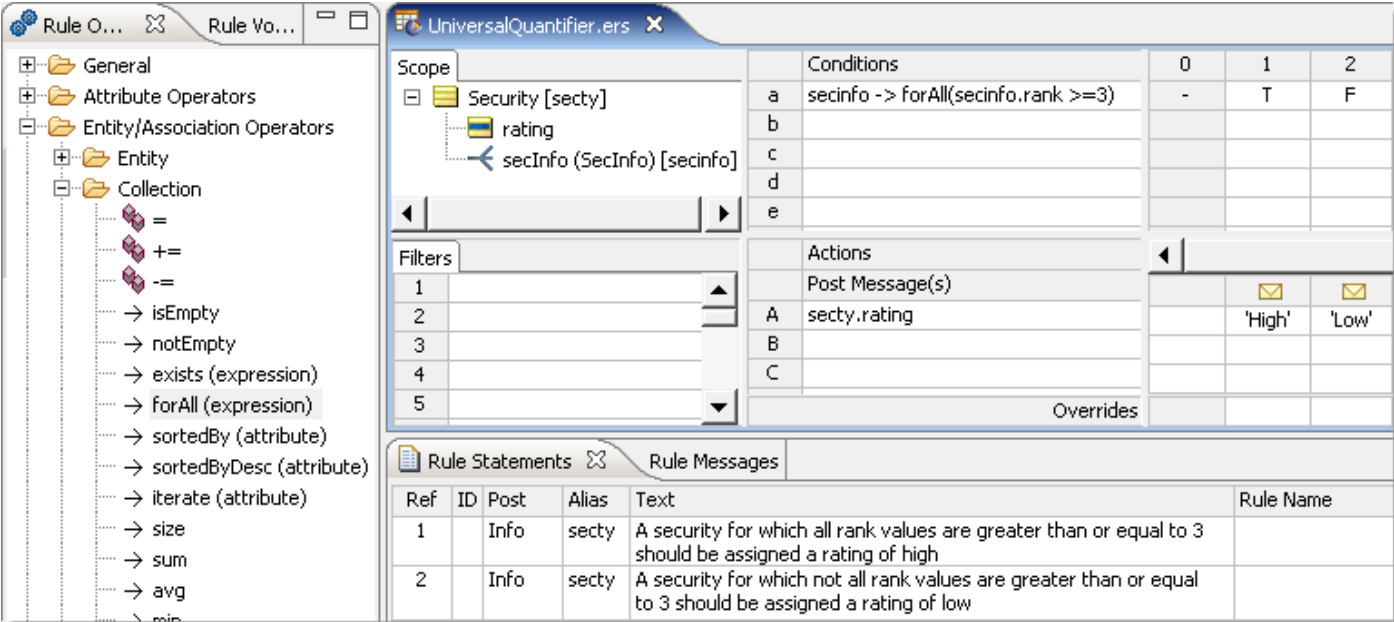 Rule O...
Rule Vo...
General
Attribute Operators
Entity/Association Operators
Entity
Collection
=
+=
-=
isEmpty
notEmpty
exists (expression)
forAll (expression)
sortedBy (attribute)
sortedByDesc (attribute)
iterate (attribute)
size
sum
avg
min
UniversalQuantifier.ers
Scope
Security [secty]
rating
secInfo (SecInfo) [secinfo]
Conditions 0 1 2
a secinfo -> forAll(secinfo.rank >=3) - T F
b
c
d
e
Filters
1
2
3
4
5
Actions
Post Message(s)
A secty.rating 'High' 'Low'
B
C
Overrides
Rule Statements
Rule Messages
Ref ID Post Alias Text Rule Name
1 Info secty A security for which all rank values are greater than or equal to 3
should be assigned a rating of high
2 Info secty A security for which not all rank values are greater than or equal
to 3 should be assigned a rating of low